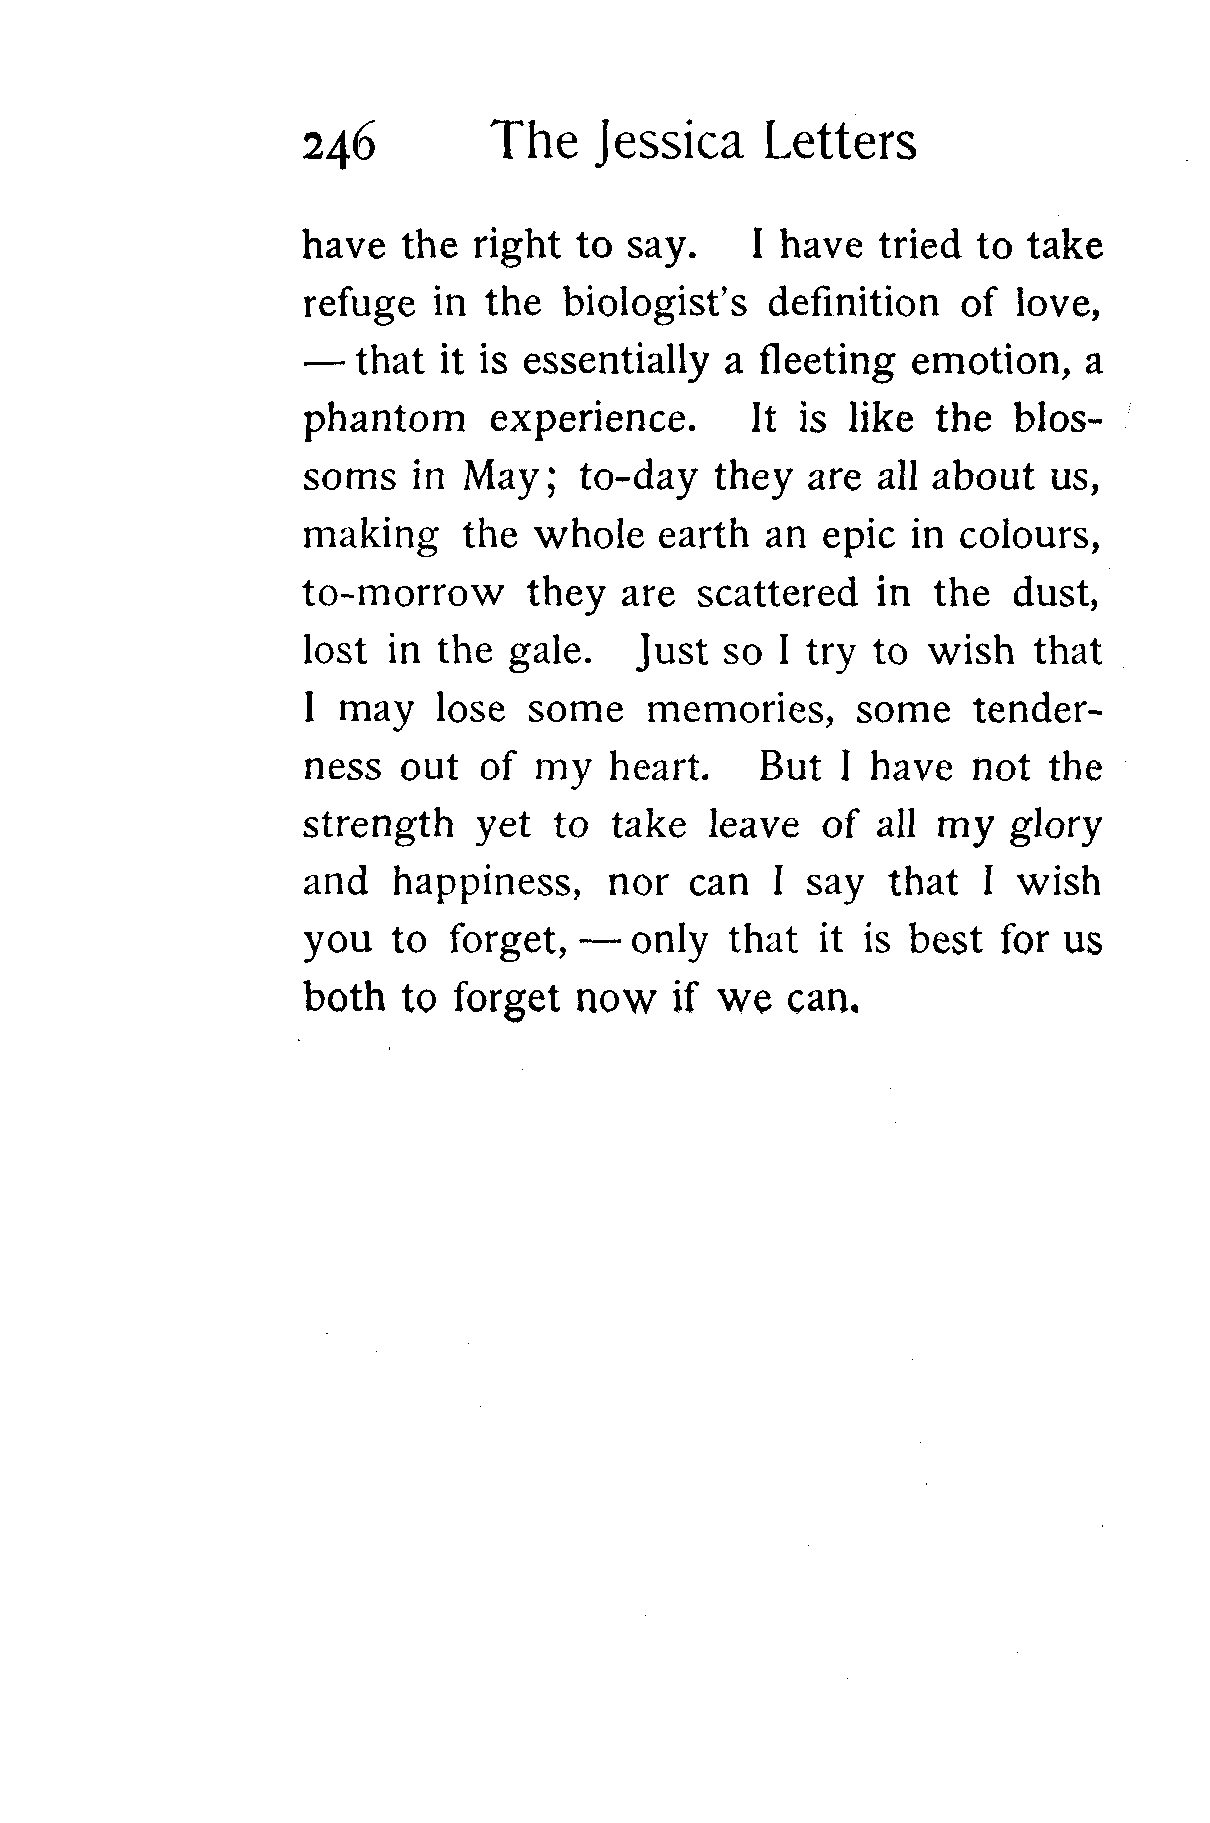 246 The Jessica Letters
have the right to say. I have tried to take
refuge in the biologist's definition of love,
— that it is essentially a fleeting emotion, a
phantom experience. It is like the blos-
soms in May; to-day they are all about us,
making the whole earth an epic in colours,
to-morrow they are scattered in the dust,
lost in the gale. Just so I try to wish that
I may lose some memories, some tender-
ness out of my heart. But I have not the
strength yet to take leave of all my glory
and happiness, nor can I say that I wish
you to forget, — only that it is best for us
both to forget now if we can.